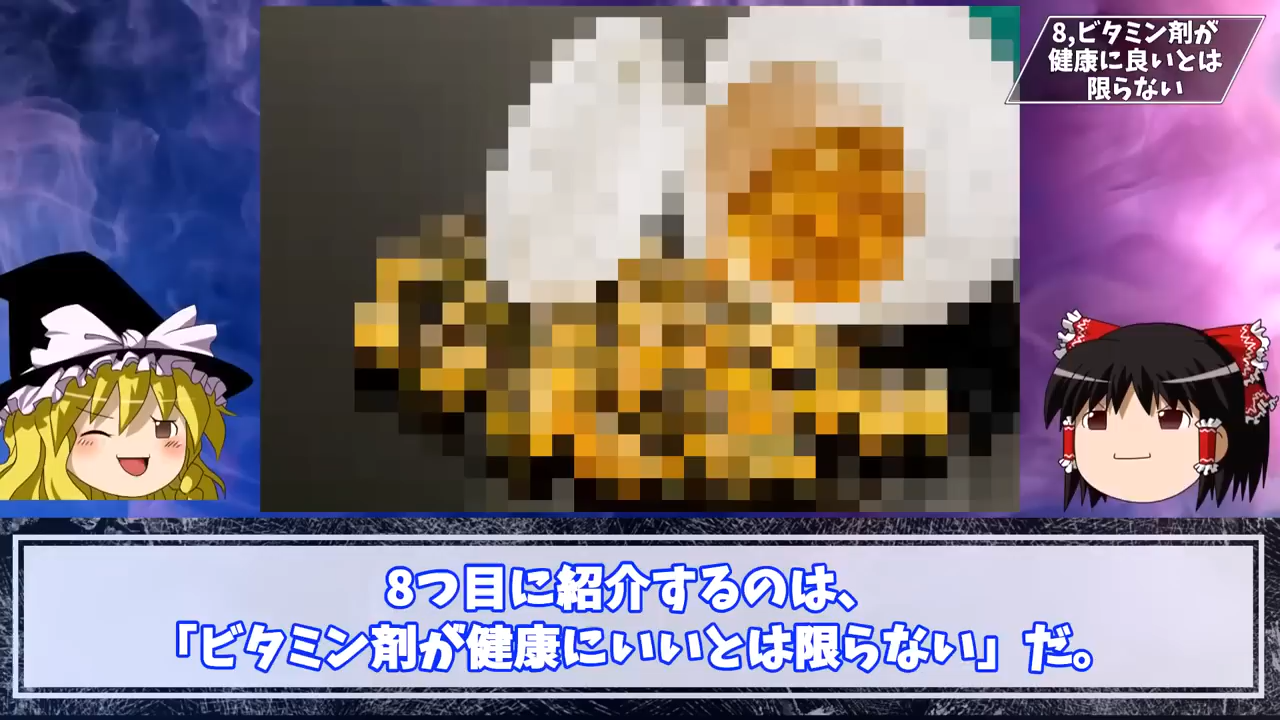 8,ビタミン剤が
健康に良いとは
限らない
8つ目に紹介するのは、
「ビタミン剤が健康にいいとは限らない」だ。